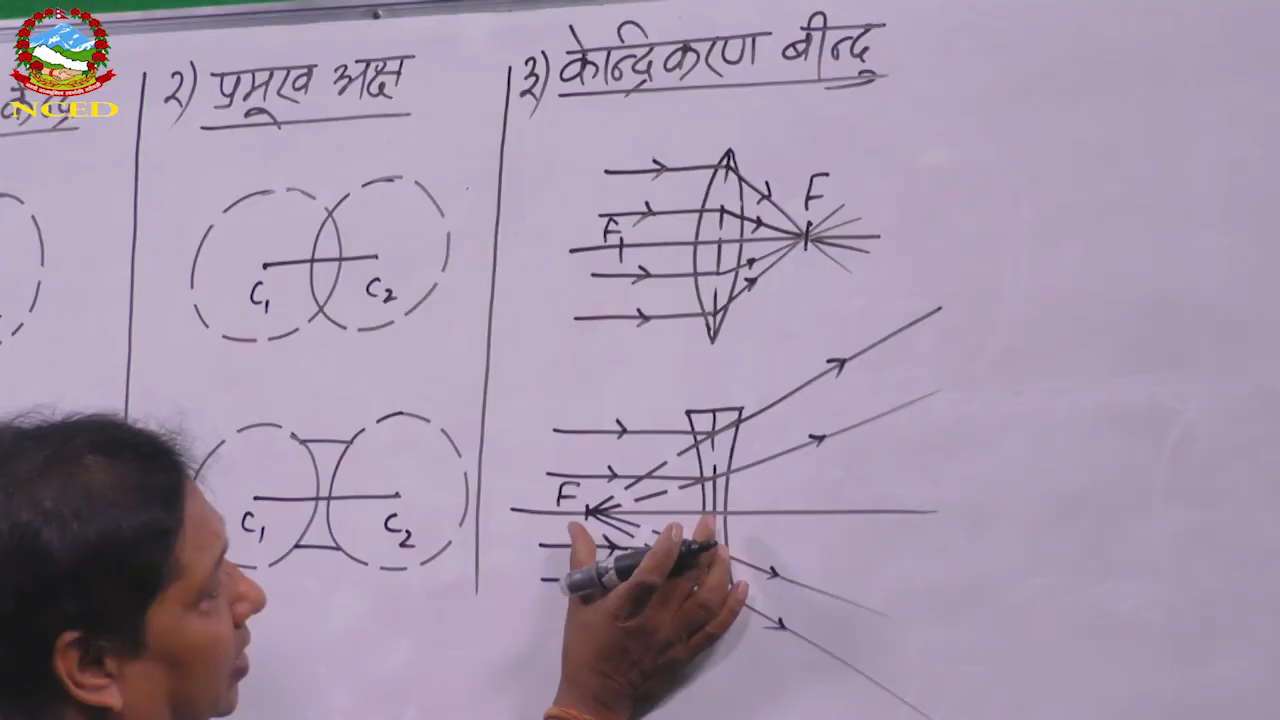 NCED
२) प्रमूख अक्ष
३) केन्द्रिकरण बीन्दु
C₁
C₂
F₁
F
C₁
C₂
F